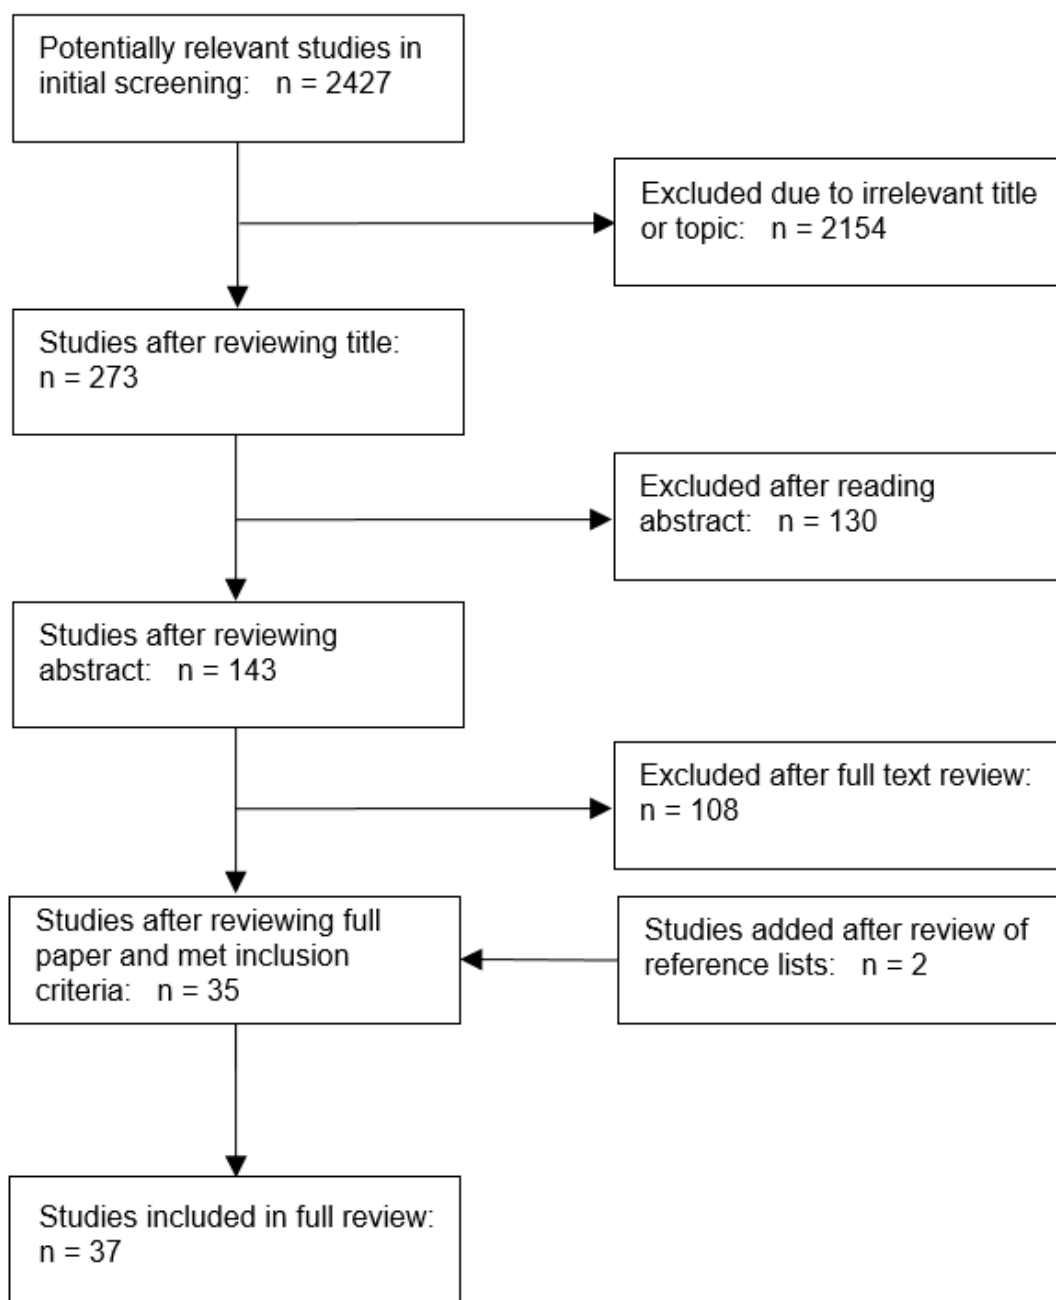 Potentially relevant studies in
initial screening:   n = 2427
Excluded due to irrelevant title
or topic:   n = 2154
Studies after reviewing title:
n = 273
Excluded after reading
abstract:   n = 130
Studies after reviewing
abstract:   n = 143
Excluded after full text review:
n = 108
Studies after reviewing full
paper and met inclusion
criteria:   n = 35
Studies added after review of
reference lists:   n = 2
Studies included in full review:
n = 37